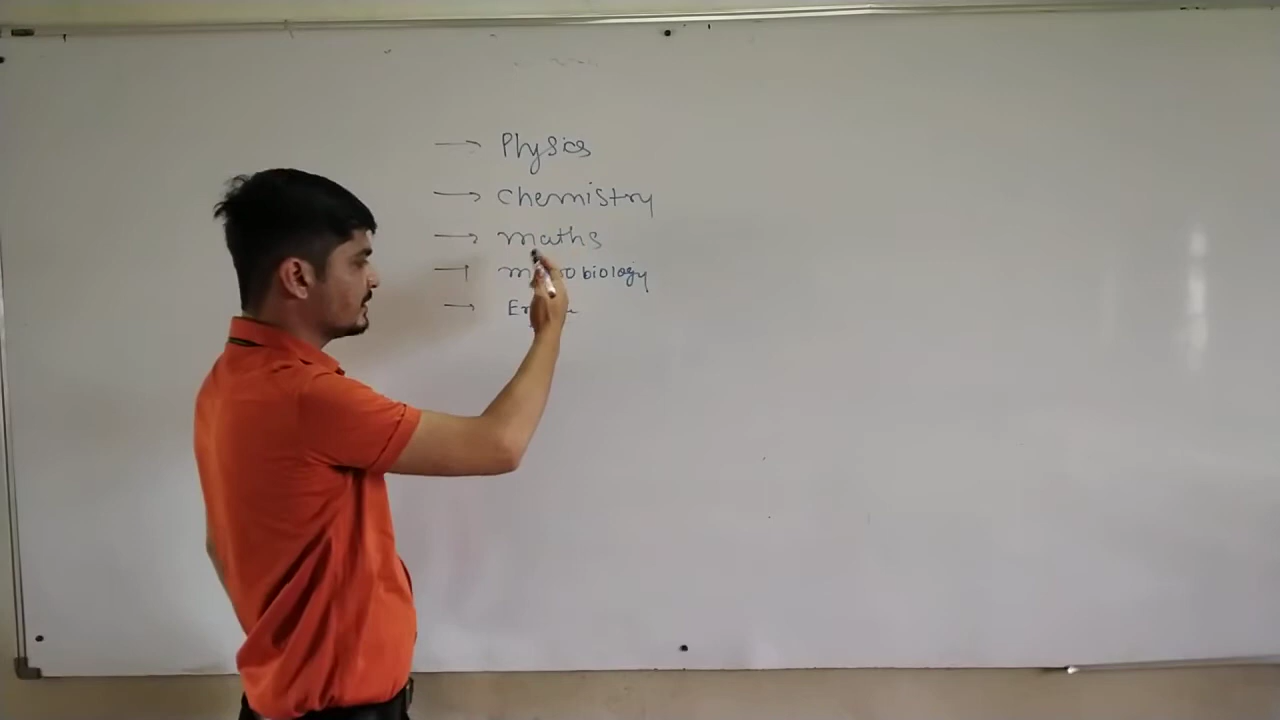 → Physics
→ Chemistry
→ maths
→ biology
→